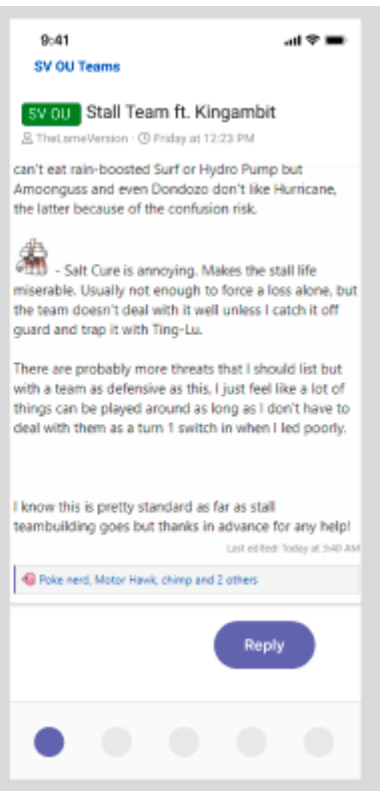 9:41
SV OU Teams
SV OU Stall Team ft. Kingambit
TheLameVersion · Friday at 12:23 PM
can't eat rain-boosted Surf or Hydro Pump but
Amoonguss and even Dondozo don't like Hurricane,
the latter because of the confusion risk.
- Salt Cure is annoying. Makes the stall life
miserable. Usually not enough to force a loss alone, but
the team doesn't deal with it well unless I catch it off
guard and trap it with Ting-Lu.
There are probably more threats that I should list but
with a team as defensive as this, I just feel like a lot of
things can be played around as long as I don't have to
deal with them as a turn 1 switch in when I led poorly.
I know this is pretty standard as far as stall
teambuilding goes but thanks in advance for any help!
Last edited: Today at 3:40 AM
Poke nerd, Motor Hawk, chimp and 2 others
Reply